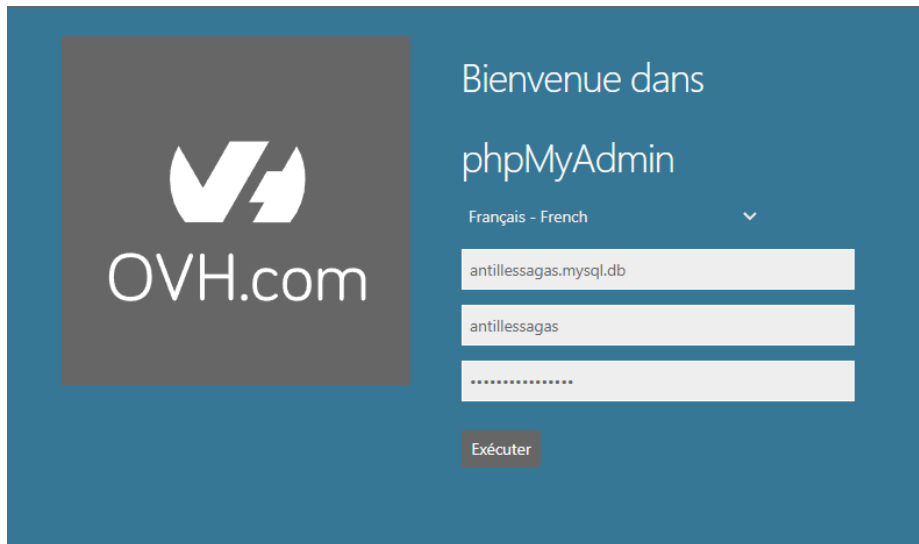 OVH.com
Bienvenue dans
phpMyAdmin
Français - French
antillessagas.mysql.db
antillessagas
••••••••••••••••
Exécuter